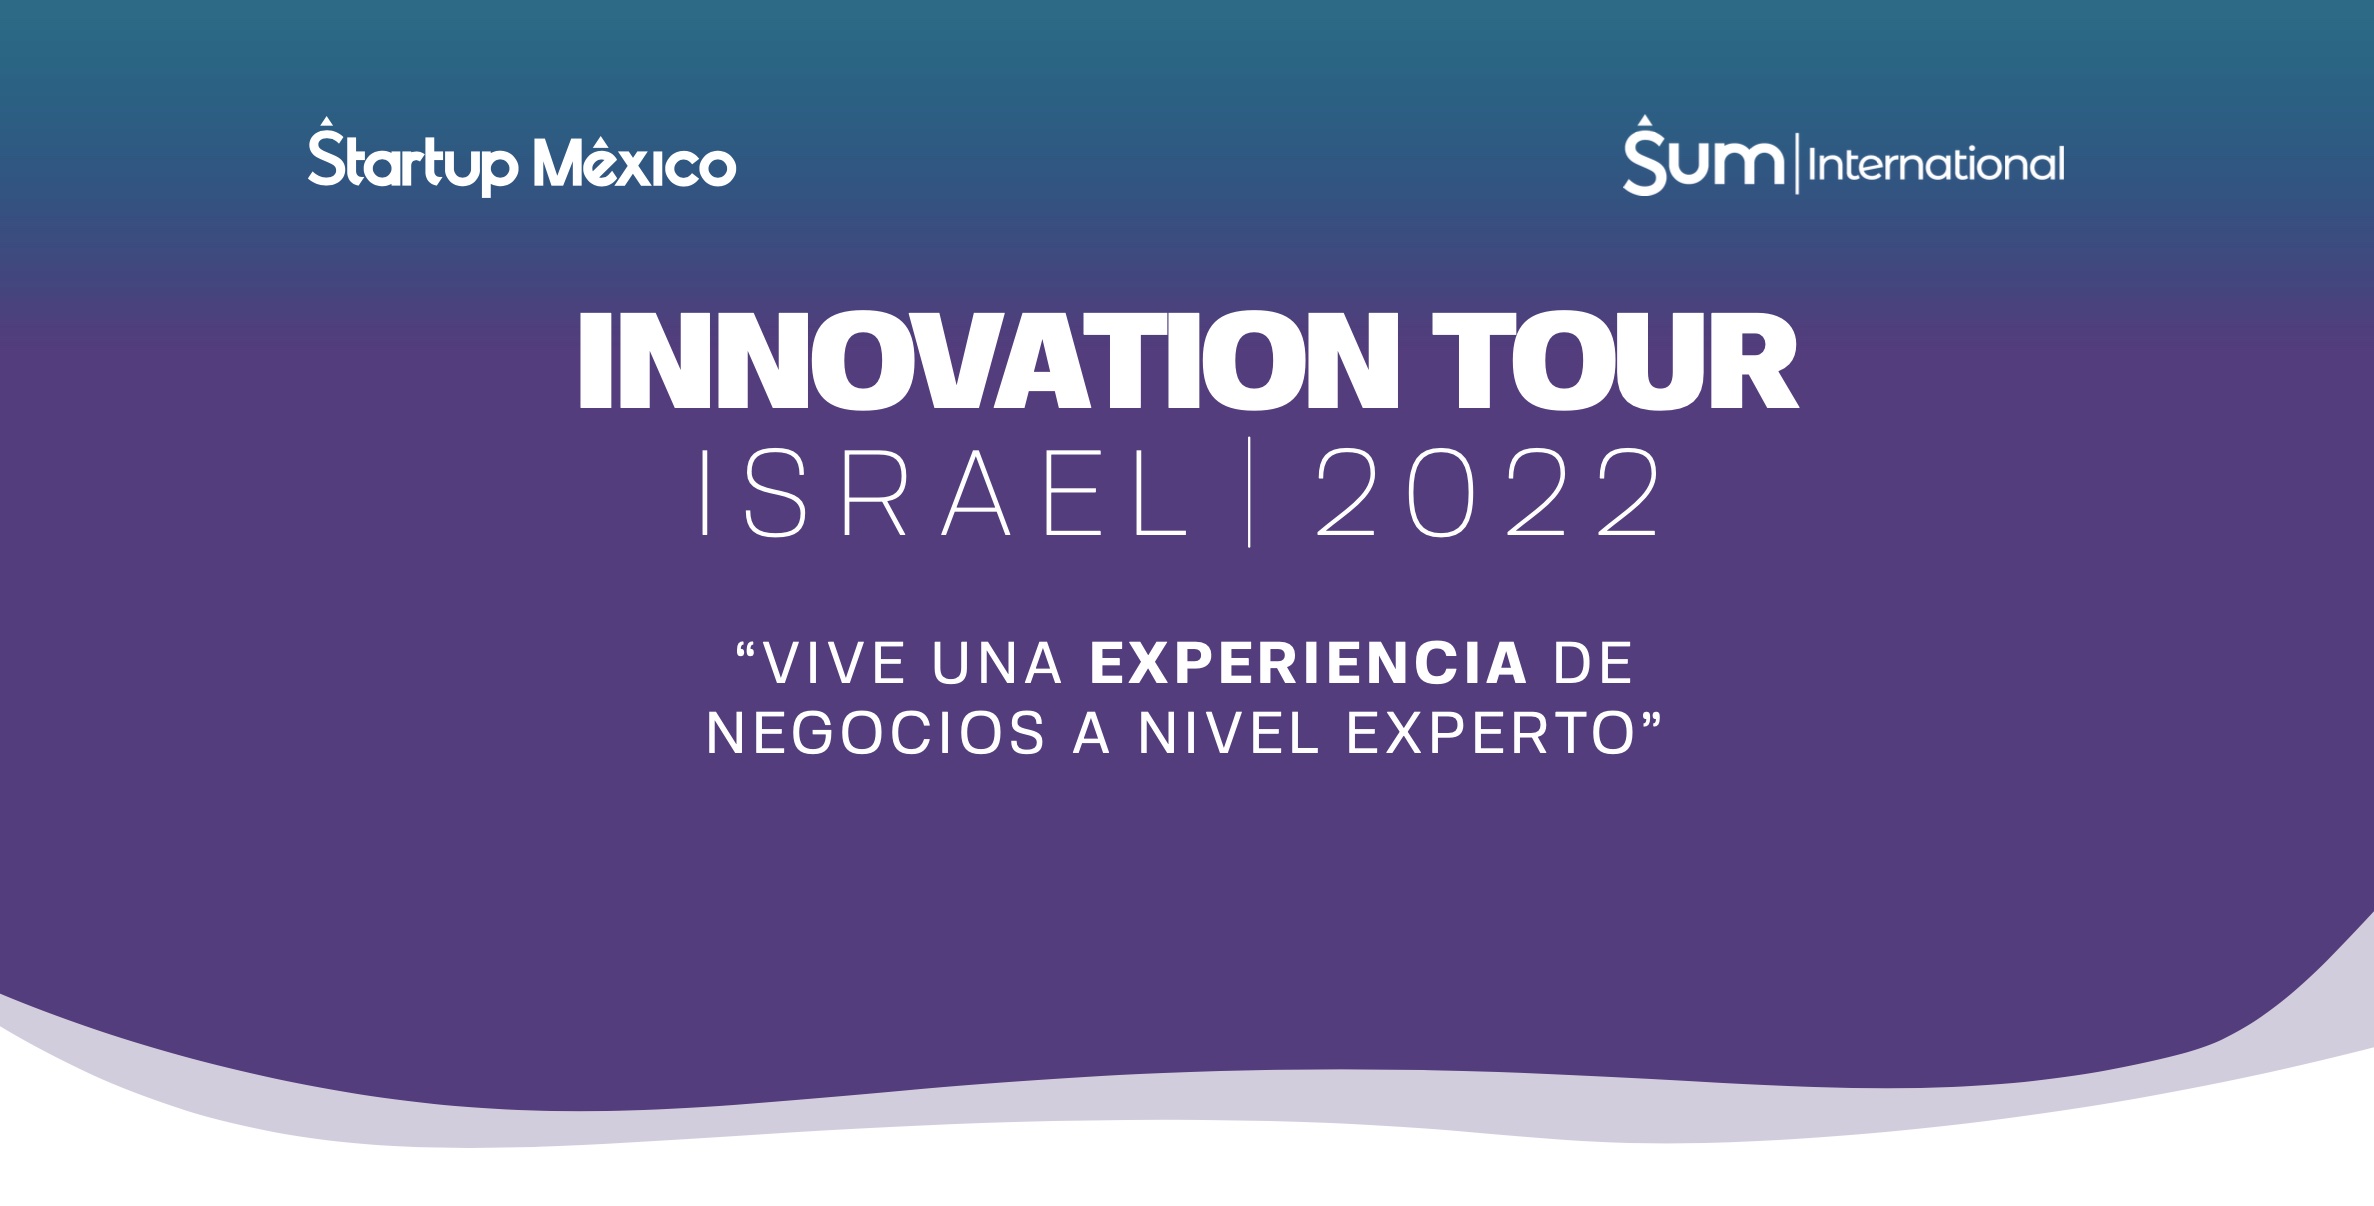 Startup México
Sum | International
INNOVATION TOUR
ISRAEL | 2022
“VIVE UNA EXPERIENCIA DE
NEGOCIOS A NIVEL EXPERTO”